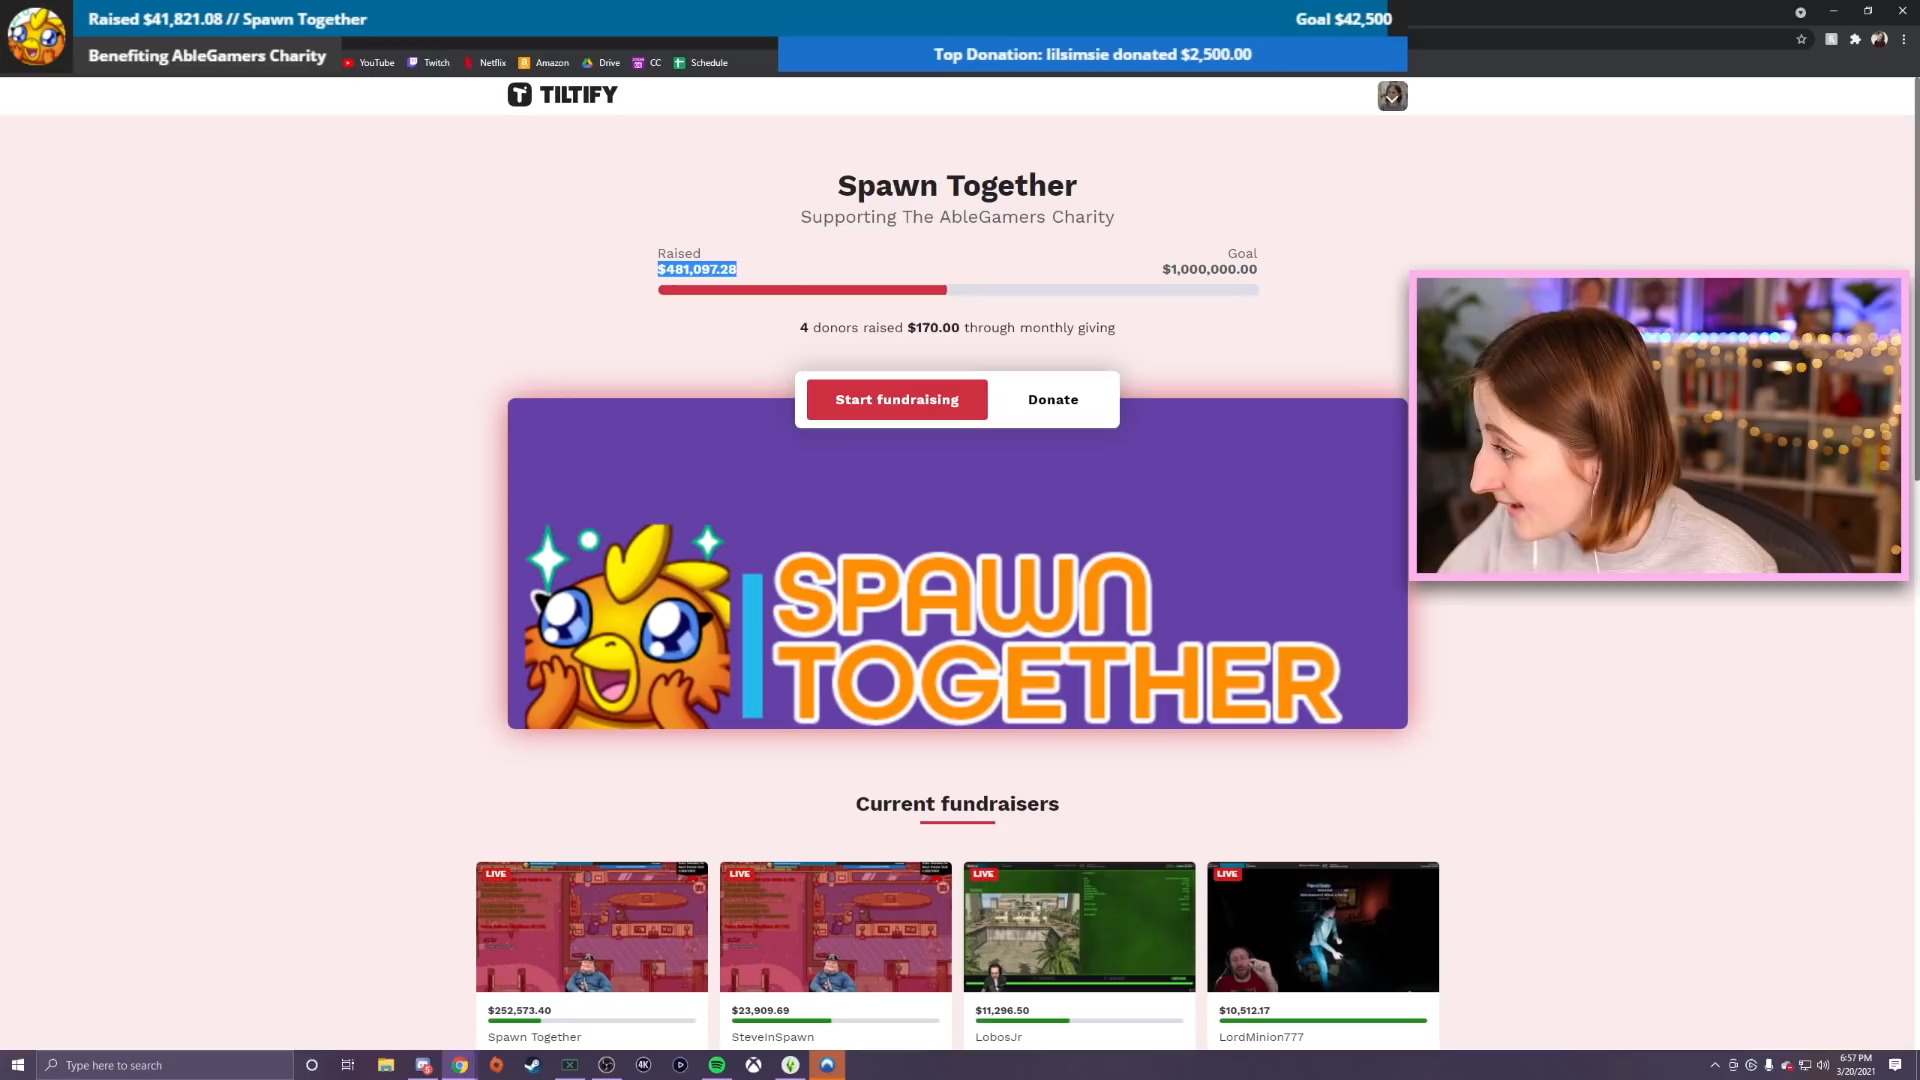 Raised $41,821.08 // Spawn Together
Goal $42,500
Benefiting AbleGamers Charity
YouTube
Twitch
Netflix
Amazon
Drive
CC
Schedule
Top Donation: lilsimsie donated $2,500.00
TILTIFY
Spawn Together
Supporting The AbleGamers Charity
Raised
Goal
$481,097.28
$1,000,000.00
4 donors raised $170.00 through monthly giving
Start fundraising
Donate
SPAWN
TOGETHER
Current fundraisers
LIVE
LIVE
LIVE
LIVE
$252,573.40
$23,909.69
$11,296.50
$10,512.17
Spawn Together
SteveInSpawn
LobosJr
LordMinion777
Type here to search
6:57 PM
3/20/2021